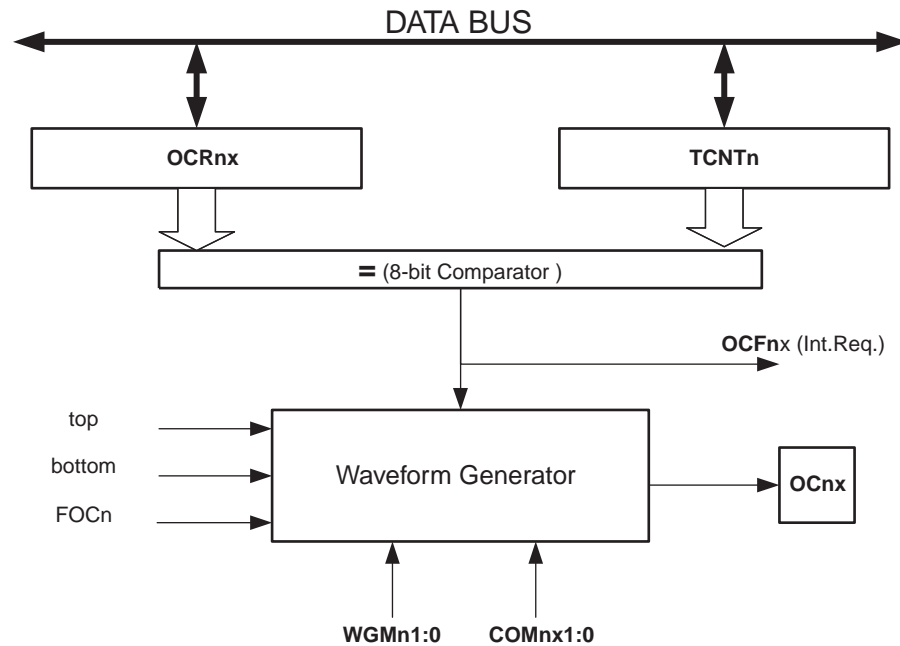 DATA BUS
OCRnx
TCNTn
= (8-bit Comparator )
OCFnx (Int.Req.)
top
bottom
FOCn
Waveform Generator
OCnx
WGMn1:0
COMnx1:0